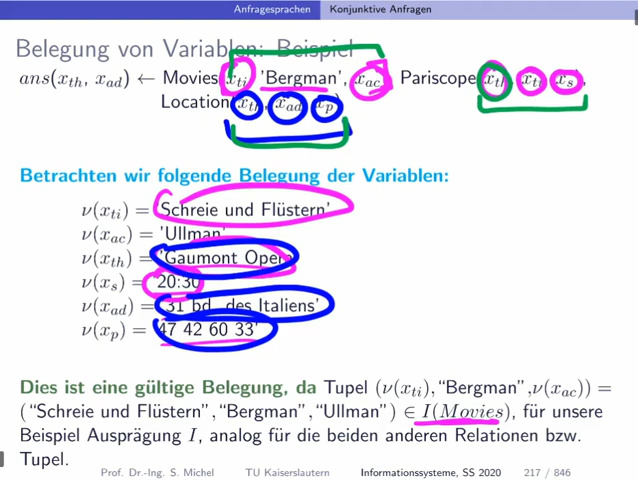 Anfragesprachen Konjunktive Anfragen
Belegung von Variablen: Beispiel
ans(x_th, x_ad) ← Movies(x_ti, 'Bergman', x_ac), Pariscope(x_th, x_ti, x_s),
Location(x_th, x_ad, x_p)
Betrachten wir folgende Belegung der Variablen:
ν(x_ti) = 'Schreie und Flüstern'
ν(x_ac) = 'Ullman'
ν(x_th) = 'Gaumont Opera'
ν(x_s) = '20:30'
ν(x_ad) = '31 bd. des Italiens'
ν(x_p) = '47 42 60 33'
Dies ist eine gültige Belegung, da Tupel (ν(x_ti),“Bergman”,ν(x_ac)) =
(“Schreie und Flüstern”,“Bergman”,“Ullman”) ∈ I(Movies), für unsere
Beispiel Ausprägung I, analog für die beiden anderen Relationen bzw.
Tupel.
Prof. Dr.-Ing. S. Michel TU Kaiserslautern Informationssysteme, SS 2020 217 / 846